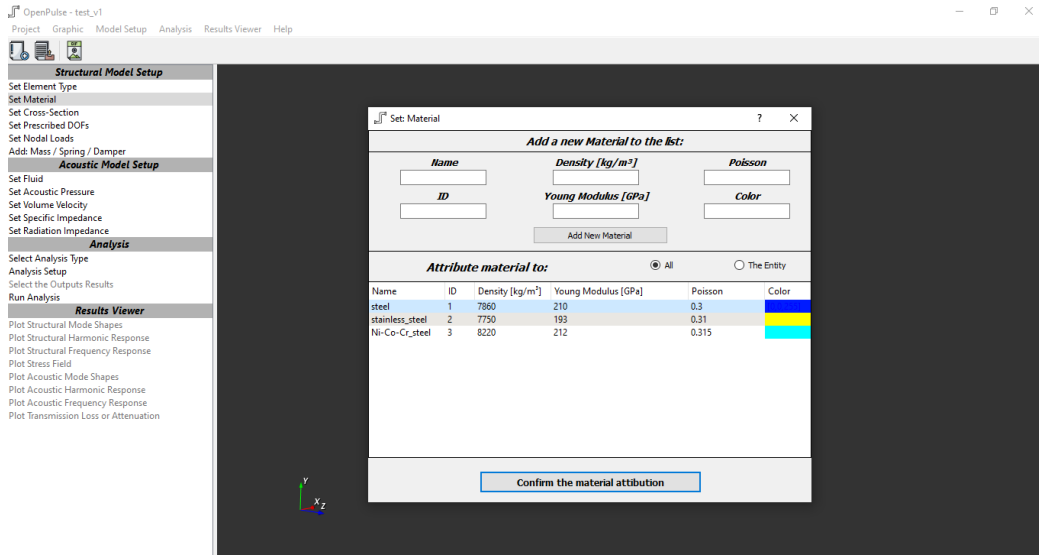 OpenPulse - test_v1
Project Graphic Model Setup Analysis Results Viewer Help
Structural Model Setup
Set Element Type
Set Material
Set Cross-Section
Set Prescribed DOFs
Set Nodal Loads
Add: Mass / Spring / Damper
Acoustic Model Setup
Set Fluid
Set Acoustic Pressure
Set Volume Velocity
Set Specific Impedance
Set Radiation Impedance
Analysis
Select Analysis Type
Analysis Setup
Select the Outputs Results
Run Analysis
Results Viewer
Plot Structural Mode Shapes
Plot Structural Harmonic Response
Plot Structural Frequency Response
Plot Stress Field
Plot Acoustic Mode Shapes
Plot Acoustic Harmonic Response
Plot Acoustic Frequency Response
Plot Transmission Loss or Attenuation
Set: Material ?
Add a new Material to the list:
Name Density [kg/m³] Poisson
ID Young Modulus [GPa] Color
Add New Material
Attribute material to: All The Entity
Name ID Density [kg/m³] Young Modulus [GPa] Poisson Color
steel 1 7860 210 0.3
stainless_steel 2 7750 193 0.31
Ni-Co-Cr_steel 3 8220 212 0.315
Confirm the material attibution
Y
X
Z